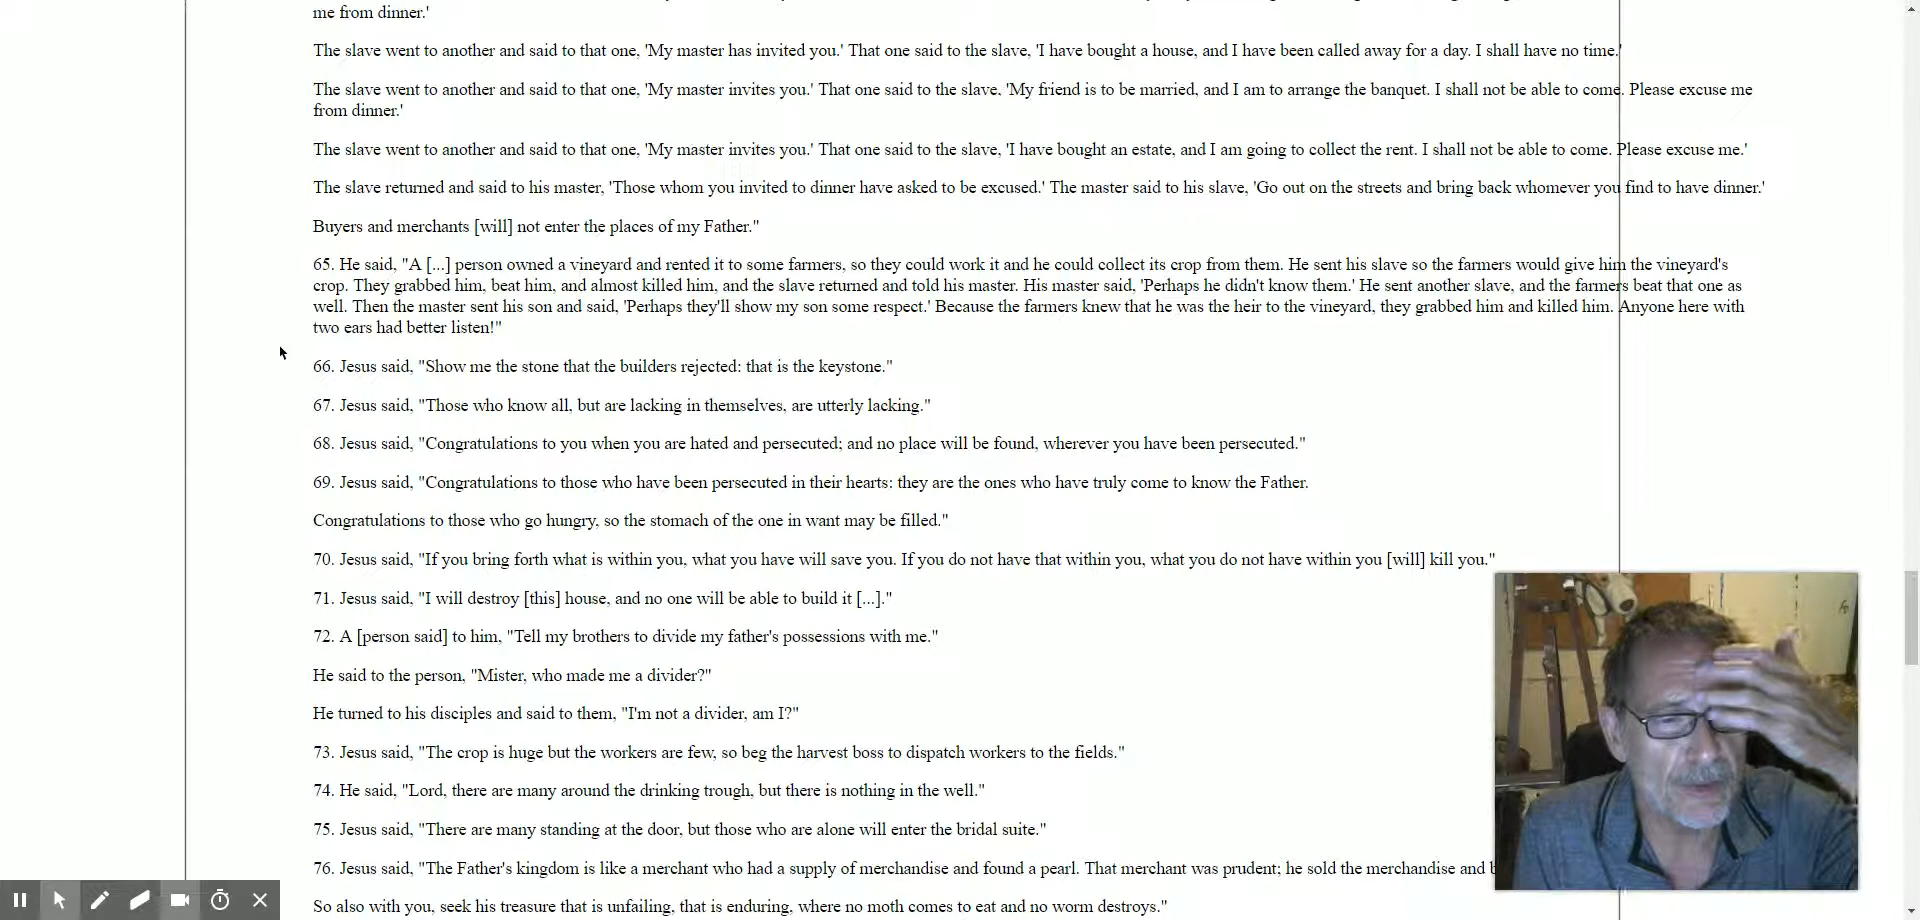 me from dinner.'
The slave went to another and said to that one, 'My master has invited you.' That one said to the slave, 'I have bought a house, and I have been called away for a day. I shall have no time.'
The slave went to another and said to that one, 'My master invites you.' That one said to the slave, 'My friend is to be married, and I am to arrange the banquet. I shall not be able to come. Please excuse me
from dinner.'
The slave went to another and said to that one, 'My master invites you.' That one said to the slave, 'I have bought an estate, and I am going to collect the rent. I shall not be able to come. Please excuse me.'
The slave returned and said to his master, 'Those whom you invited to dinner have asked to be excused.' The master said to his slave, 'Go out on the streets and bring back whomever you find to have dinner.'
Buyers and merchants [will] not enter the places of my Father."
65. He said, "A [...] person owned a vineyard and rented it to some farmers, so they could work it and he could collect its crop from them. He sent his slave so the farmers would give him the vineyard's
crop. They grabbed him, beat him, and almost killed him, and the slave returned and told his master. His master said, 'Perhaps he didn't know them.' He sent another slave, and the farmers beat that one as
well. Then the master sent his son and said, 'Perhaps they'll show my son some respect.' Because the farmers knew that he was the heir to the vineyard, they grabbed him and killed him. Anyone here with
two ears had better listen!"
66. Jesus said, "Show me the stone that the builders rejected: that is the keystone."
67. Jesus said, "Those who know all, but are lacking in themselves, are utterly lacking."
68. Jesus said, "Congratulations to you when you are hated and persecuted; and no place will be found, wherever you have been persecuted."
69. Jesus said, "Congratulations to those who have been persecuted in their hearts: they are the ones who have truly come to know the Father.
Congratulations to those who go hungry, so the stomach of the one in want may be filled."
70. Jesus said, "If you bring forth what is within you, what you have will save you. If you do not have that within you, what you do not have within you [will] kill you."
71. Jesus said, "I will destroy [this] house, and no one will be able to build it [...]."
72. A [person said] to him, "Tell my brothers to divide my father's possessions with me."
He said to the person, "Mister, who made me a divider?"
He turned to his disciples and said to them, "I'm not a divider, am I?"
73. Jesus said, "The crop is huge but the workers are few, so beg the harvest boss to dispatch workers to the fields."
74. He said, "Lord, there are many around the drinking trough, but there is nothing in the well."
75. Jesus said, "There are many standing at the door, but those who are alone will enter the bridal suite."
76. Jesus said, "The Father's kingdom is like a merchant who had a supply of merchandise and found a pearl. That merchant was prudent; he sold the merchandise and
So also with you, seek his treasure that is unfailing, that is enduring, where no moth comes to eat and no worm destroys."